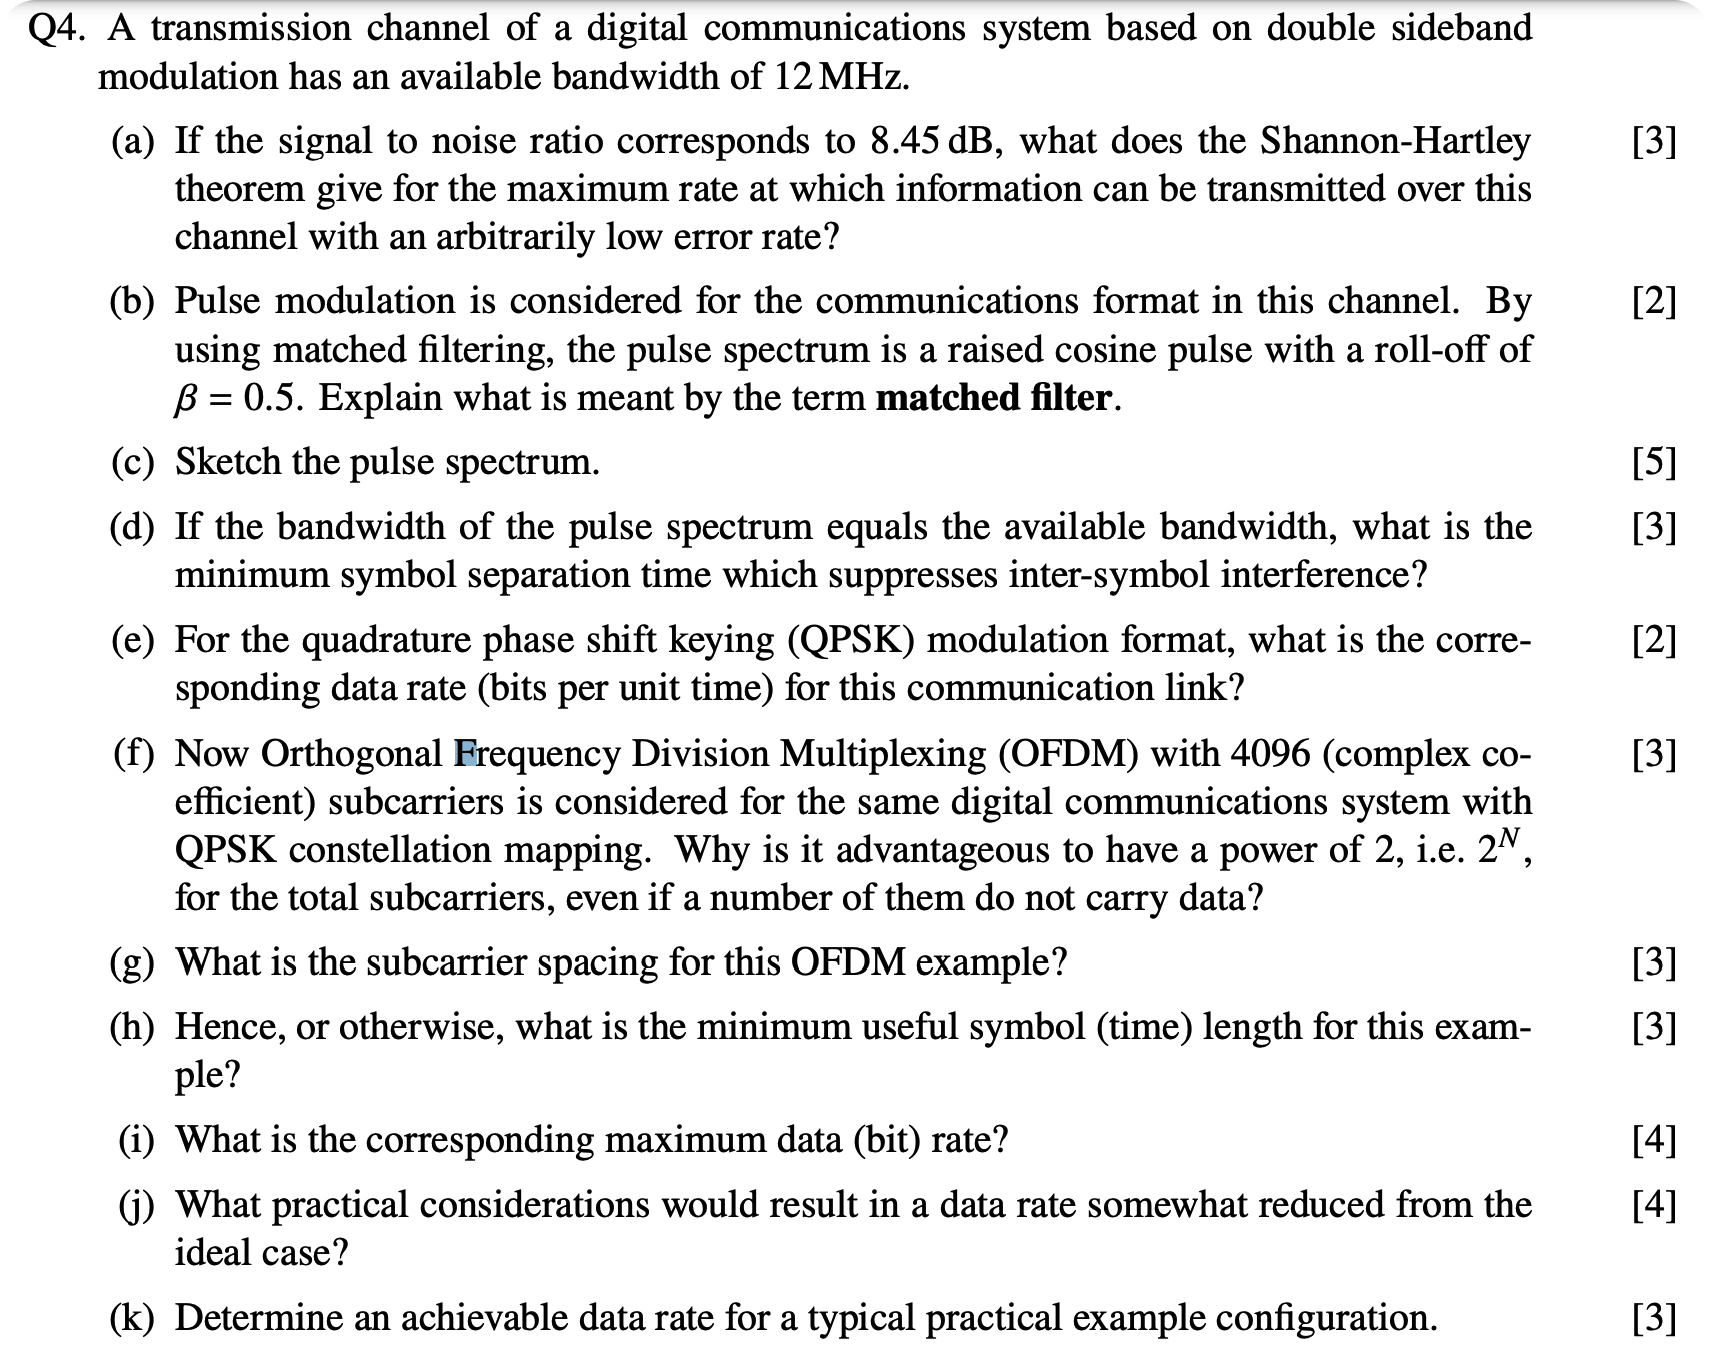 Q4. A transmission channel of a digital communications system based on double sideband
modulation has an available bandwidth of 12 MHz.
(a) If the signal to noise ratio corresponds to 8.45 dB, what does the Shannon-Hartley [3]
theorem give for the maximum rate at which information can be transmitted over this
channel with an arbitrarily low error rate?
(b) Pulse modulation is considered for the communications format in this channel. By [2]
using matched filtering, the pulse spectrum is a raised cosine pulse with a roll-off of
β = 0.5. Explain what is meant by the term matched filter.
(c) Sketch the pulse spectrum. [5]
(d) If the bandwidth of the pulse spectrum equals the available bandwidth, what is the [3]
minimum symbol separation time which suppresses inter-symbol interference?
(e) For the quadrature phase shift keying (QPSK) modulation format, what is the corre- [2]
sponding data rate (bits per unit time) for this communication link?
(f) Now Orthogonal Frequency Division Multiplexing (OFDM) with 4096 (complex co- [3]
efficient) subcarriers is considered for the same digital communications system with
QPSK constellation mapping. Why is it advantageous to have a power of 2, i.e. 2^N,
for the total subcarriers, even if a number of them do not carry data?
(g) What is the subcarrier spacing for this OFDM example? [3]
(h) Hence, or otherwise, what is the minimum useful symbol (time) length for this exam- [3]
ple?
(i) What is the corresponding maximum data (bit) rate? [4]
(j) What practical considerations would result in a data rate somewhat reduced from the [4]
ideal case?
(k) Determine an achievable data rate for a typical practical example configuration. [3]